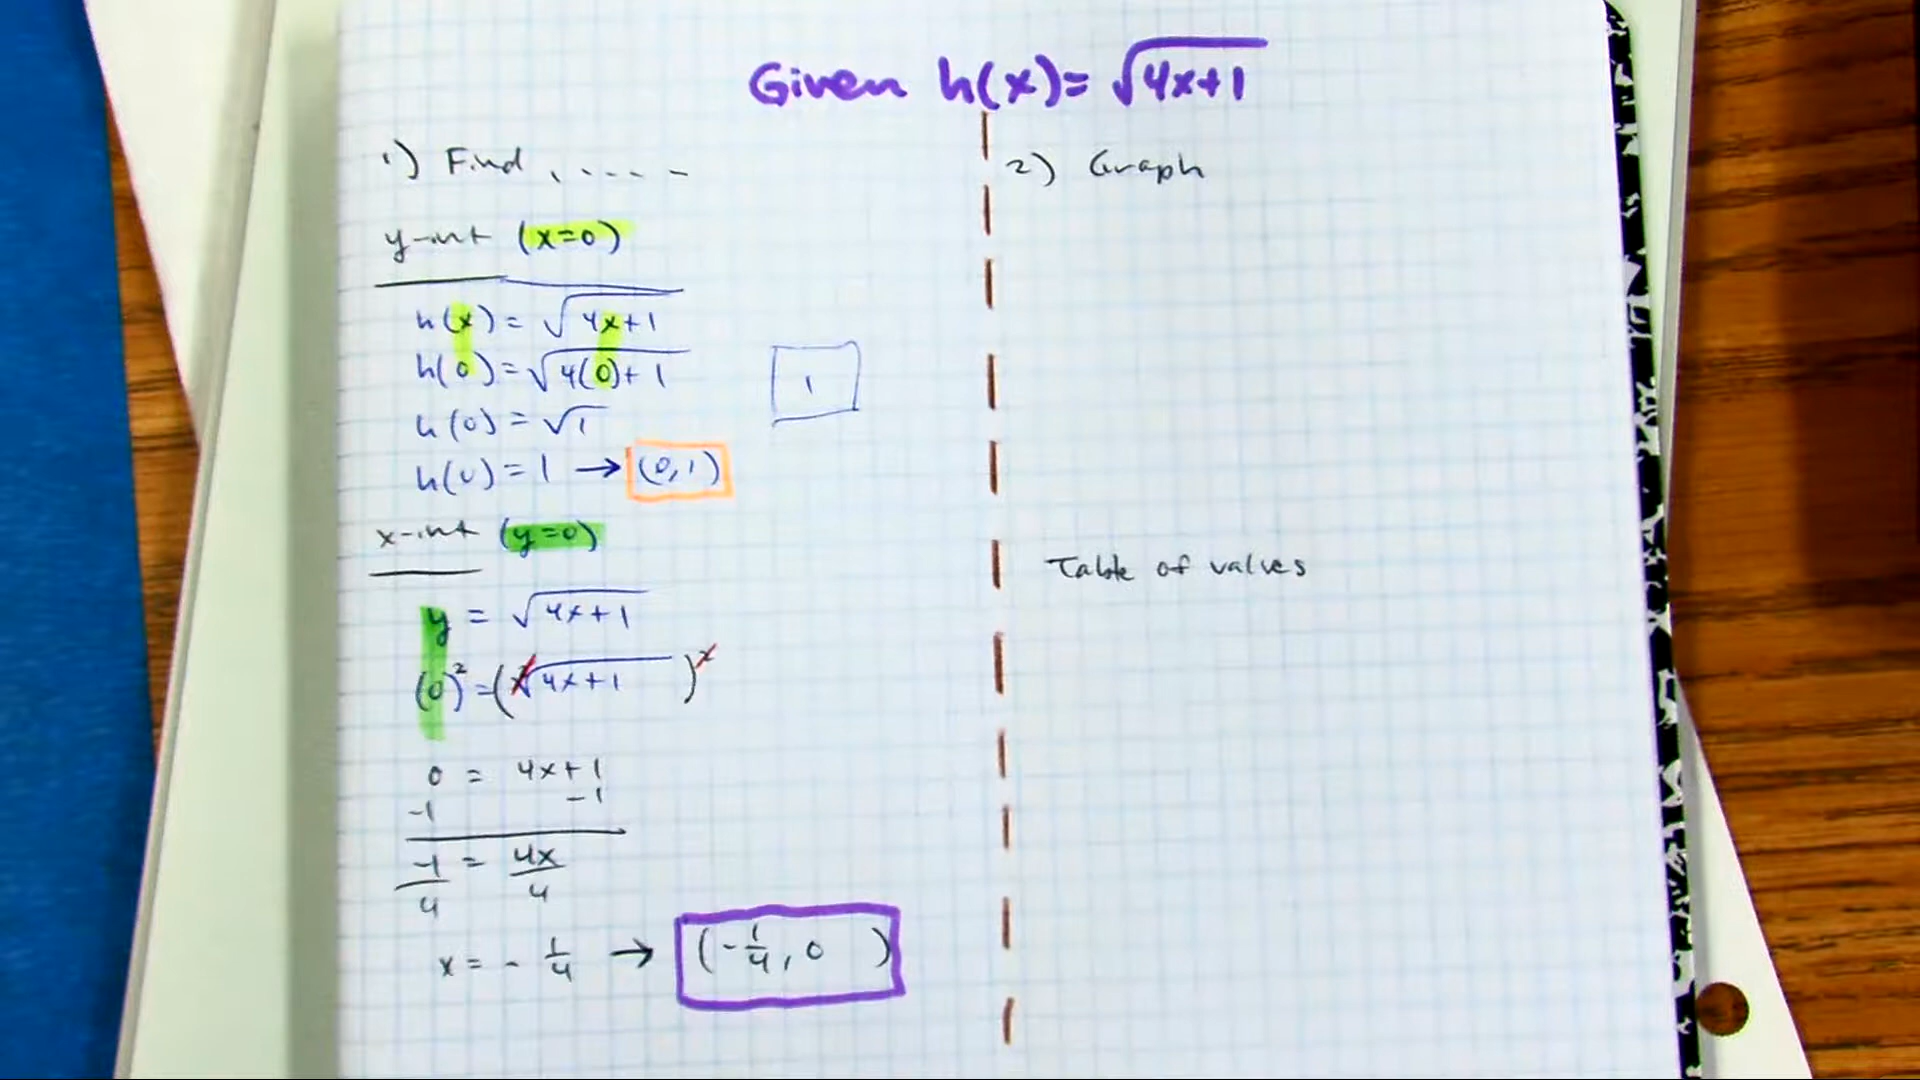 Given h(x)= √4x+1
1) Find . - - - -
y-int (x=0)
h(x) = √4x+1
h(0) = √4(0)+1
1
h(0) = √1
h(0) = 1 → (0,1)
x-int (y=0)
y = √4x+1
(0)² = (²√4x+1)²
0 = 4x+1
-1 -1
-1/4 = 4x/4
x = - 1/4 → (-1/4, 0)
2) Graph
Table of values